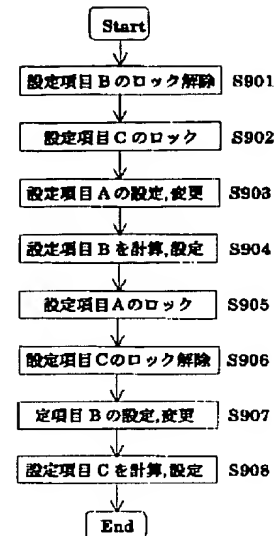 Start
設定項目Bのロック解除 S901
設定項目Cのロック S902
設定項目Aの設定,変更 S903
設定項目Bを計算,設定 S904
設定項目Aのロック S905
設定項目Cのロック解除 S906
定項目Bの設定,変更 S907
設定項目Cを計算,設定 S908
End